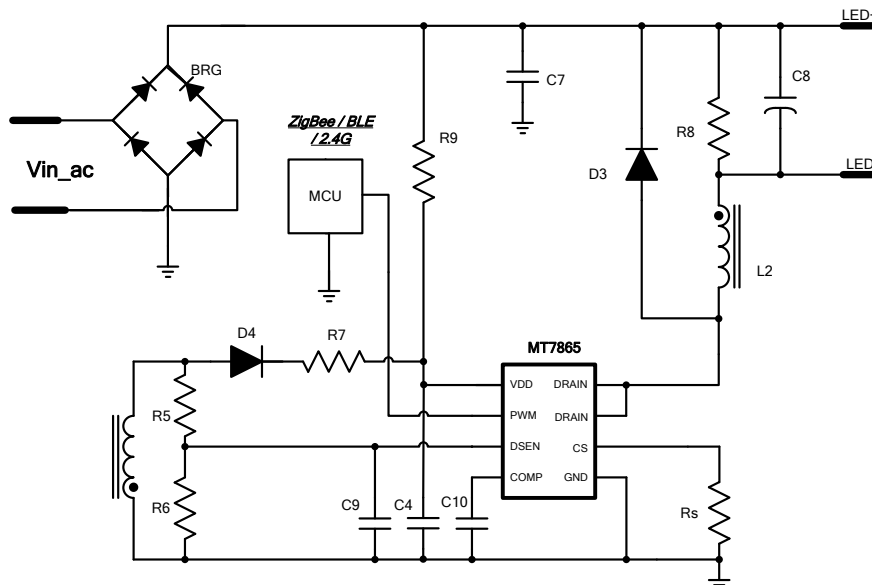 LED+
BRG
C7
C8
ZigBee / BLE
/ 2.4G
R9
R8
D3
Vin_ac
MCU
LED
L2
D4
R7
MT7865
VDD
DRAIN
R5
PWM
DRAIN
DSEN
CS
COMP
GND
R6
C9
C4
C10
Rs